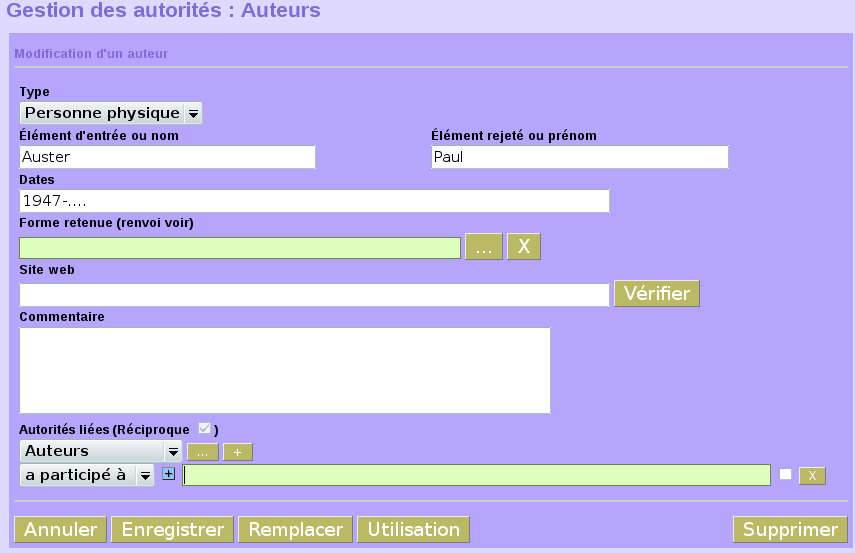 Gestion des autorités : Auteurs
Modification d'un auteur
Type
Personne physique
Élément d'entrée ou nom Élément rejeté ou prénom
Auster Paul
Dates
1947-....
Forme retenue (renvoi voir)
... X
Site web
Vérifier
Commentaire
Autorités liées (Réciproque )
Auteurs ... +
a participé à + X
Annuler Enregistrer Remplacer Utilisation Supprimer